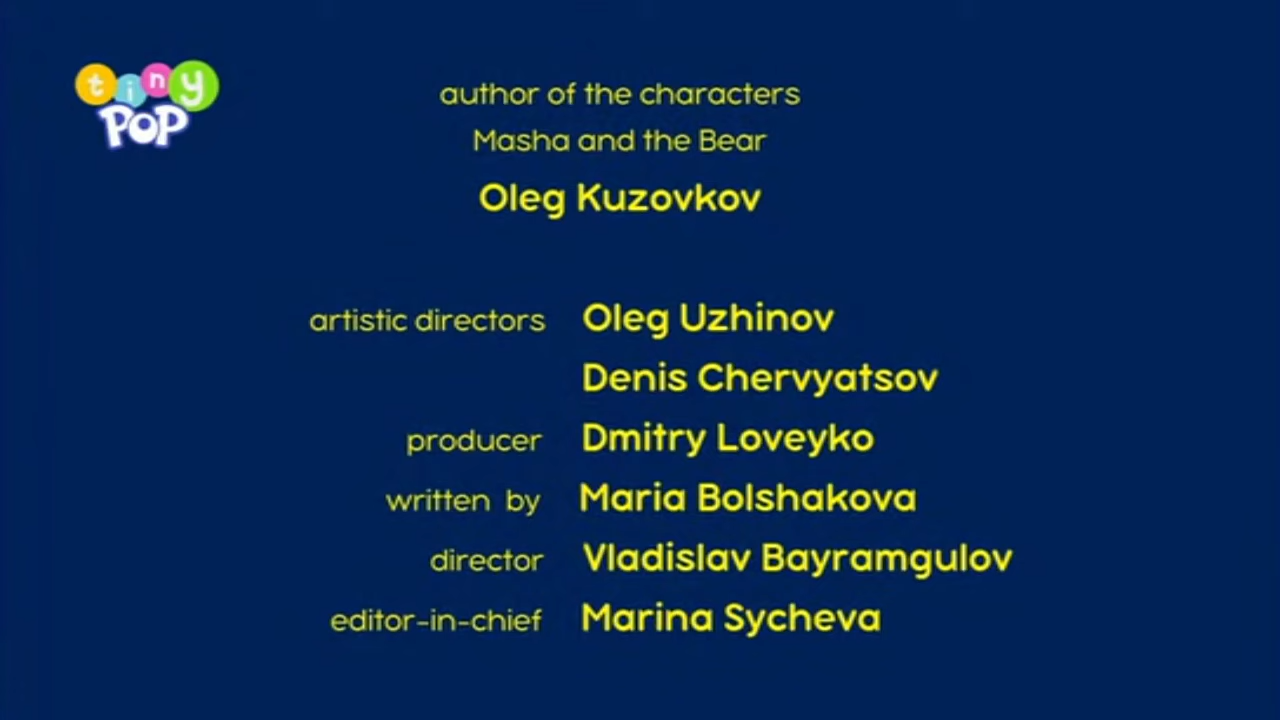 tiny
POP
author of the characters
Masha and the Bear
Oleg Kuzovkov
artistic directors Oleg Uzhinov
Denis Chervyatsov
producer Dmitry Loveyko
written by Maria Bolshakova
director Vladislav Bayramgulov
editor-in-chief Marina Sycheva